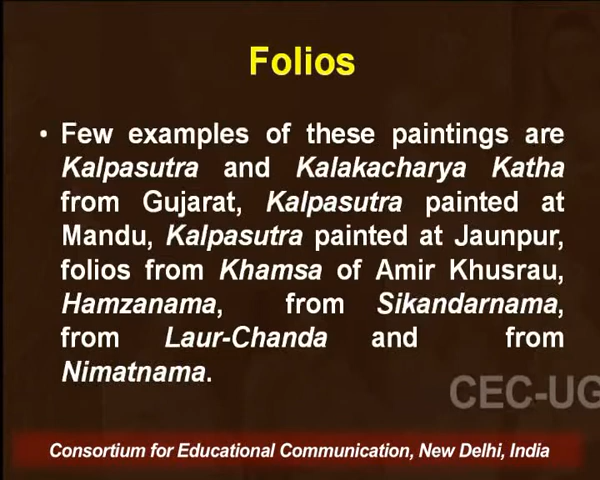 Folios
• Few examples of these paintings are
Kalpasutra and Kalakacharya Katha
from Gujarat, Kalpasutra painted at
Mandu, Kalpasutra painted at Jaunpur,
folios from Khamsa of Amir Khusrau,
Hamzanama, from Sikandarnama,
from Laur-Chanda and from
Nimatnama.
CEC-UG
Consortium for Educational Communication, New Delhi, India